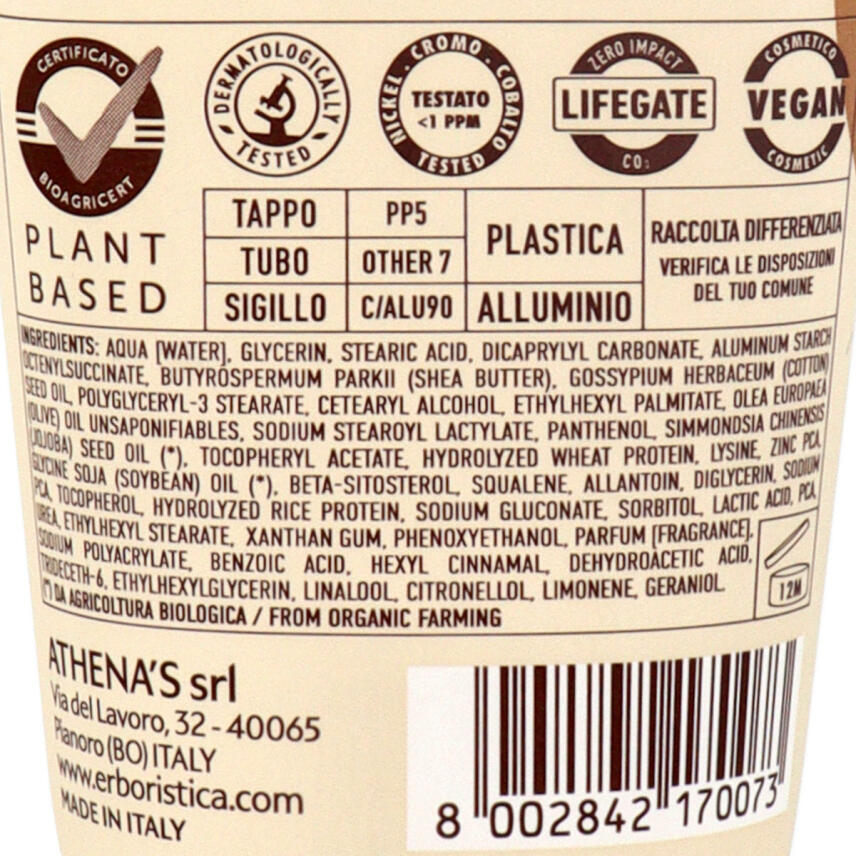 CERTIFICATO
BIOAGRICERT
PLANT
BASED
DERMATOLOGICALLY
TESTED
NICKEL · CROMO · COBALTO
TESTATO
<1 PPM
TESTED
ZERO IMPACT
LIFEGATE
CO₂
COSMETICO
VEGAN
COSMETIC
TAPPO PP5 PLASTICA
TUBO OTHER 7
SIGILLO C/ALU90 ALLUMINIO
RACCOLTA DIFFERENZIATA
VERIFICA LE DISPOSIZIONI
DEL TUO COMUNE
INGREDIENTS: AQUA [WATER], GLYCERIN, STEARIC ACID, DICAPRYLYL CARBONATE, ALUMINUM STARCH
OCTENYLSUCCINATE, BUTYROSPERMUM PARKII (SHEA BUTTER), GOSSYPIUM HERBACEUM (COTTON)
SEED OIL, POLYGLYCERYL-3 STEARATE, CETEARYL ALCOHOL, ETHYLHEXYL PALMITATE, OLEA EUROPAEA
(OLIVE) OIL UNSAPONIFIABLES, SODIUM STEAROYL LACTYLATE, PANTHENOL, SIMMONDSIA CHINENSIS
(JOJOBA) SEED OIL (*), TOCOPHERYL ACETATE, HYDROLYZED WHEAT PROTEIN, LYSINE, ZINC PCA,
GLYCINE SOJA (SOYBEAN) OIL (*), BETA-SITOSTEROL, SQUALENE, ALLANTOIN, DIGLYCERIN, SODIUM
PCA, TOCOPHEROL, HYDROLYZED RICE PROTEIN, SODIUM GLUCONATE, SORBITOL, LACTIC ACID, PCA,
UREA, ETHYLHEXYL STEARATE, XANTHAN GUM, PHENOXYETHANOL, PARFUM [FRAGRANCE],
SODIUM POLYACRYLATE, BENZOIC ACID, HEXYL CINNAMAL, DEHYDROACETIC ACID,
TRIDECETH-6, ETHYLHEXYLGLYCERIN, LINALOOL, CITRONELLOL, LIMONENE, GERANIOL.
(*) DA AGRICOLTURA BIOLOGICA / FROM ORGANIC FARMING
12M
ATHENA'S srl
Via del Lavoro, 32 - 40065
Pianoro (BO) ITALY
www.erboristica.com
MADE IN ITALY
8 002842 170073